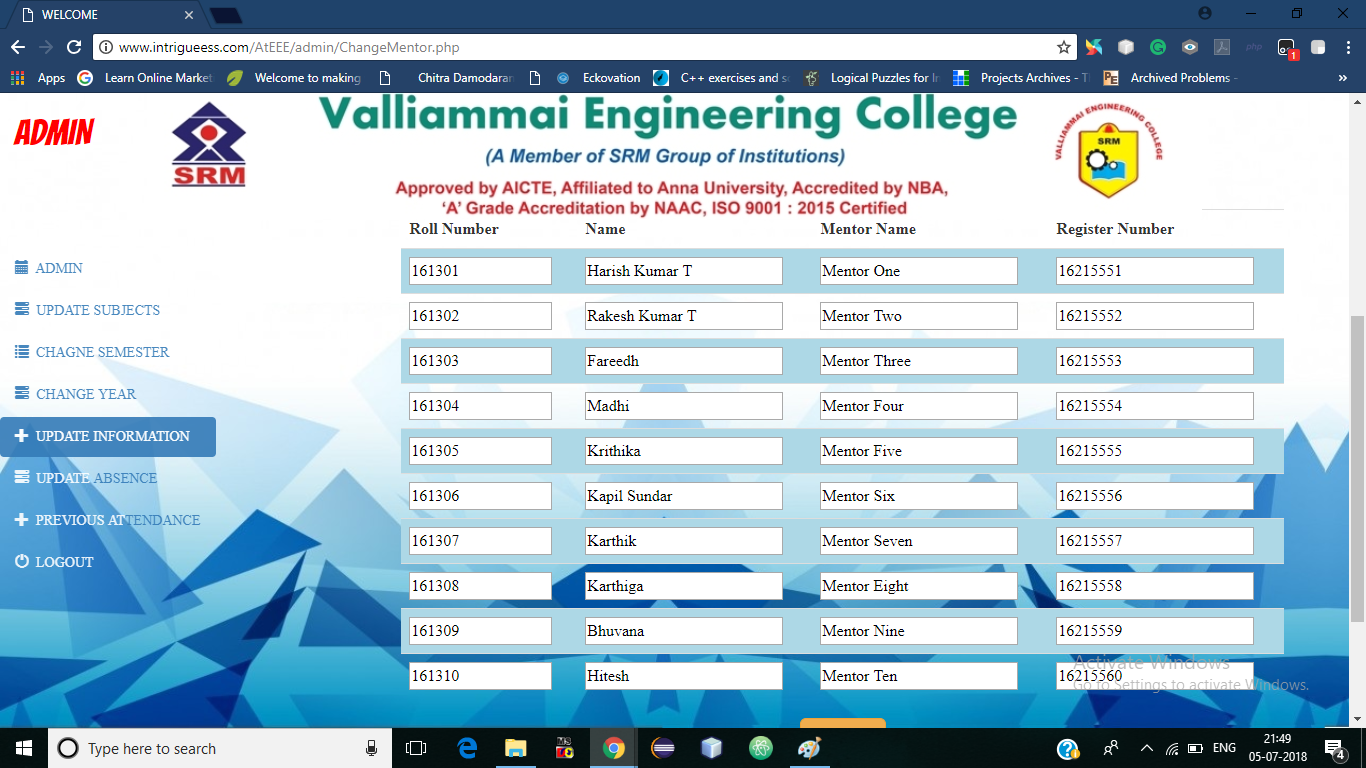 WELCOME
www.intrigueess.com/AtEEE/admin/ChangeMentor.php
php
1
Apps Learn Online Market Welcome to making Chitra Damodaran Eckovation C++ exercises and so Logical Puzzles for In Projects Archives - T Archived Problems - »
ADMIN
SRM
Valliammai Engineering College
(A Member of SRM Group of Institutions)
Approved by AICTE, Affiliated to Anna University, Accredited by NBA,
‘A’ Grade Accreditation by NAAC, ISO 9001 : 2015 Certified
VALLIAMMAI ENGINEERING COLLEGE
SRM
ADMIN
UPDATE SUBJECTS
CHAGNE SEMESTER
CHANGE YEAR
UPDATE INFORMATION
UPDATE ABSENCE
PREVIOUS ATTENDANCE
LOGOUT
Roll Number Name Mentor Name Register Number
161301 Harish Kumar T Mentor One 16215551
161302 Rakesh Kumar T Mentor Two 16215552
161303 Fareedh Mentor Three 16215553
161304 Madhi Mentor Four 16215554
161305 Krithika Mentor Five 16215555
161306 Kapil Sundar Mentor Six 16215556
161307 Karthik Mentor Seven 16215557
161308 Karthiga Mentor Eight 16215558
161309 Bhuvana Mentor Nine 16215559
161310 Hitesh Mentor Ten 16215560
Activate Windows
Go to Settings to activate Windows.
Type here to search
ENG
21:49
05-07-2018
4